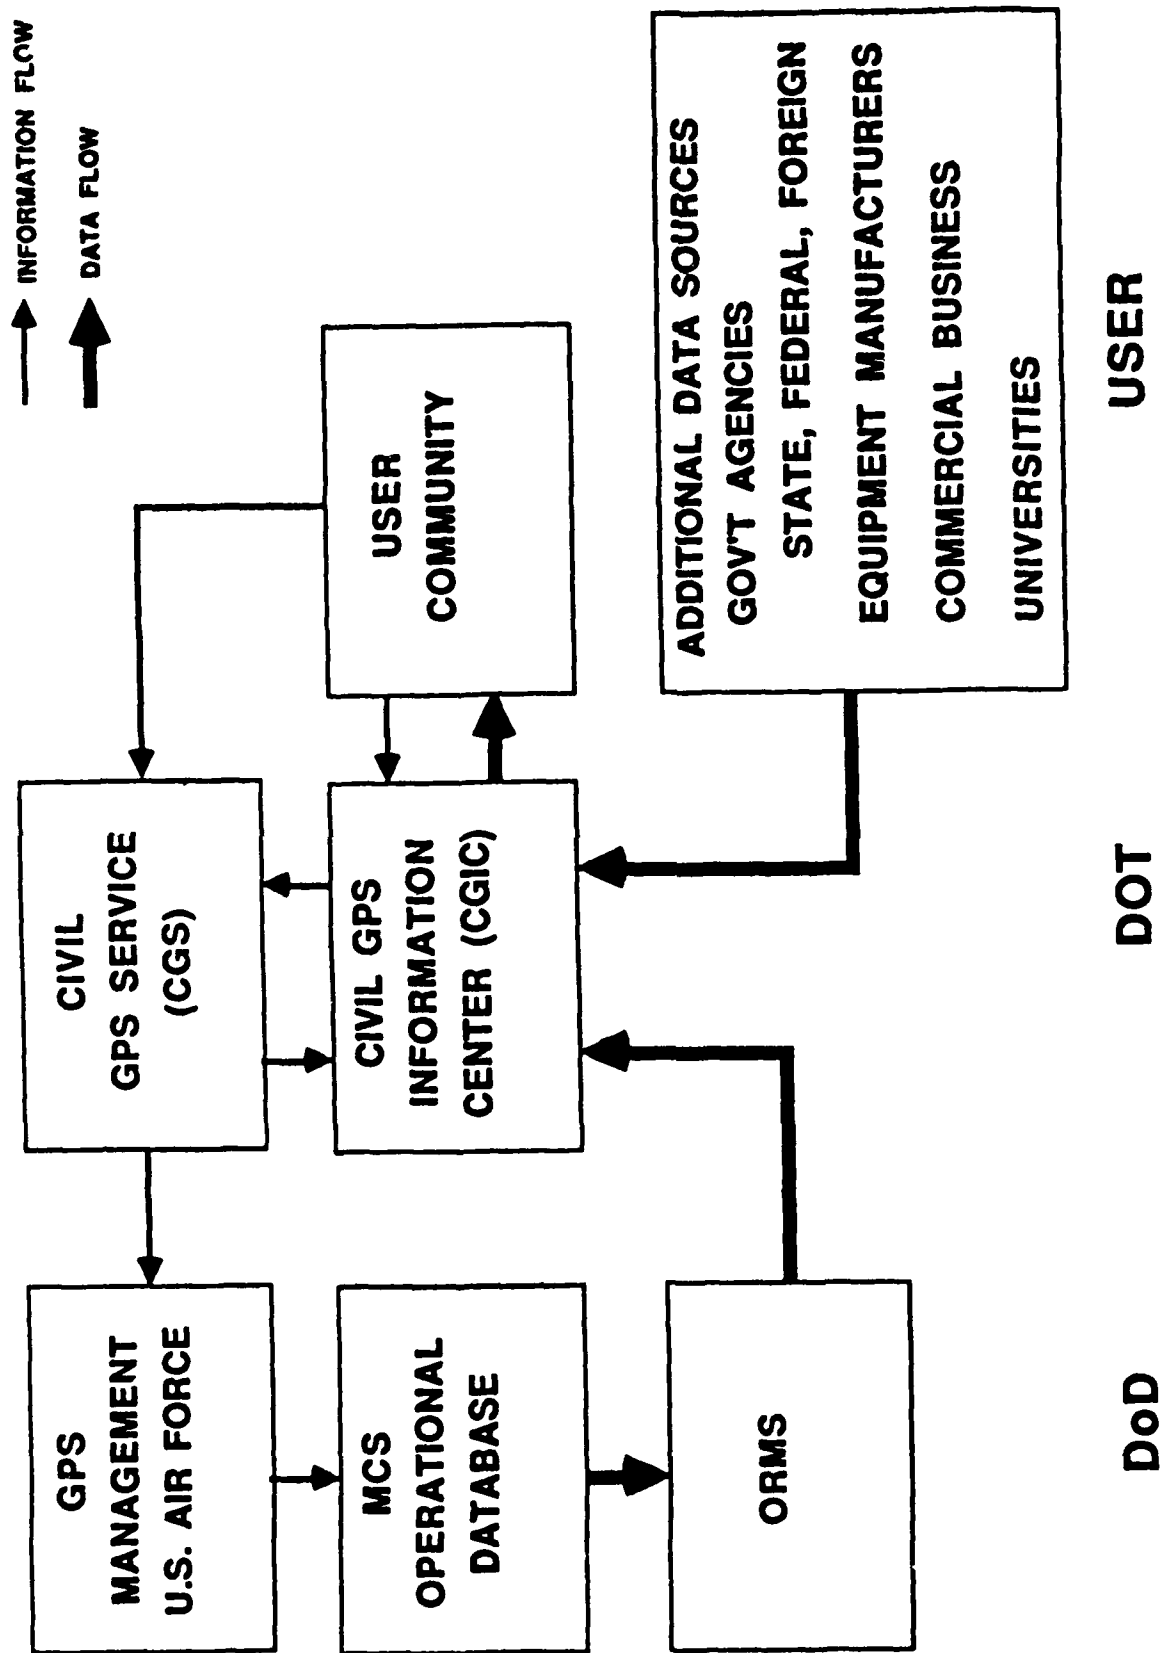 INFORMATION FLOW
DATA FLOW
GPS
MANAGEMENT
U.S. AIR FORCE
CIVIL
GPS SERVICE
(CGS)
MCS
OPERATIONAL
DATABASE
CIVIL GPS
INFORMATION
CENTER (CGIC)
USER
COMMUNITY
ORMS
ADDITIONAL DATA SOURCES
GOV'T AGENCIES
STATE, FEDERAL, FOREIGN
EQUIPMENT MANUFACTURERS
COMMERCIAL BUSINESS
UNIVERSITIES
DoD
DOT
USER